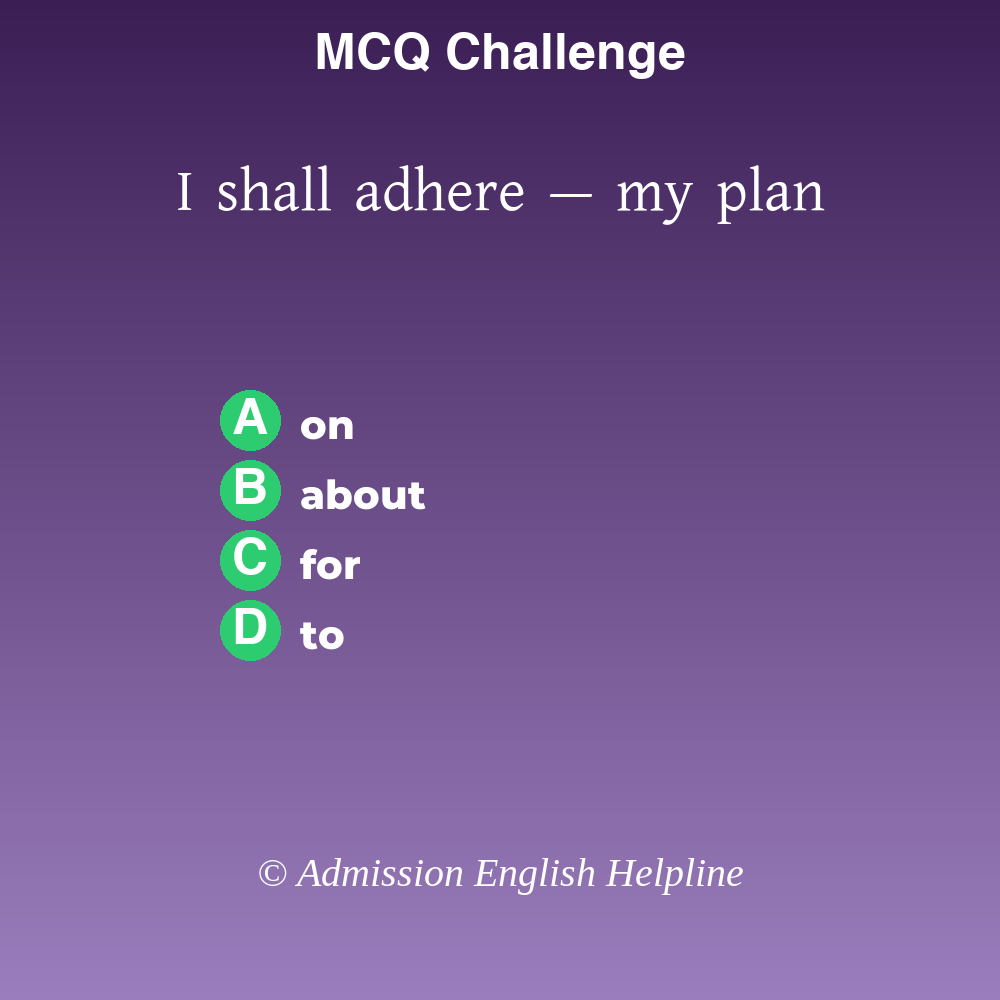 MCQ Challenge
I shall adhere — my plan
A on
B about
C for
D to
© Admission English Helpline